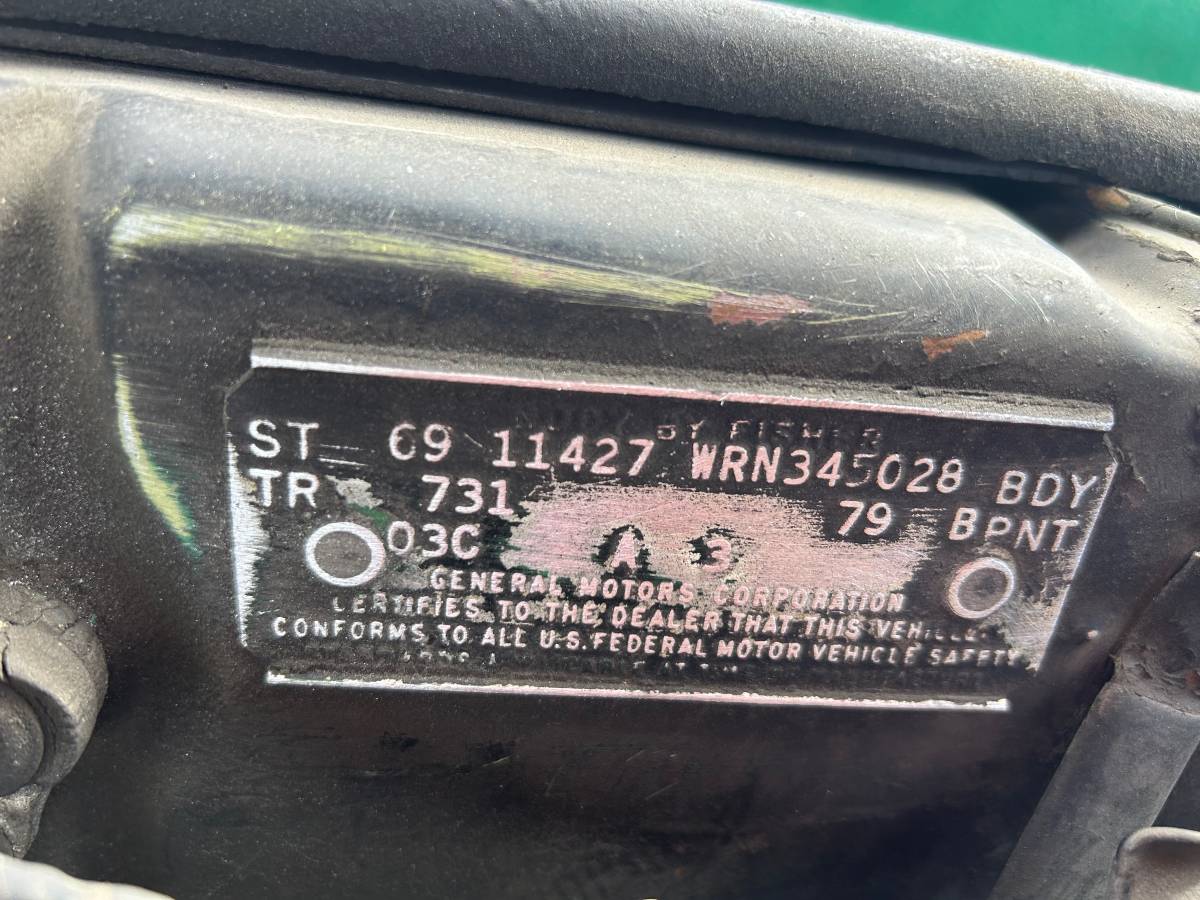 BODY BY FISHER
ST 69 11427 WRN345028 BDY
TR 731 79 BPNT
03C A 3
GENERAL MOTORS CORPORATION
CERTIFIES TO THE DEALER THAT THIS VEHICLE
CONFORMS TO ALL U.S. FEDERAL MOTOR VEHICLE SAFETY